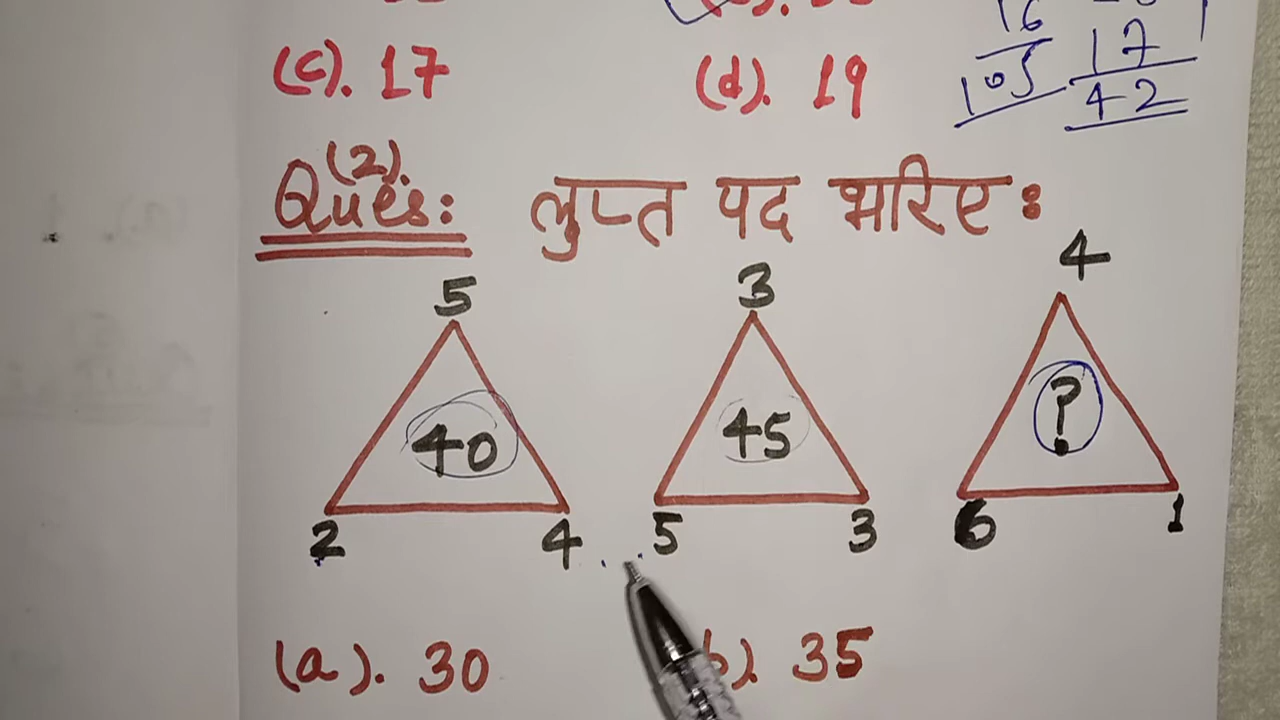 (c). 17 (d). 19
16
17
105
42
Ques: (2). लुप्त पद भरिए :
5 3 4
40 45 ?
2 4 5 3 6 1
(a). 30 b). 35